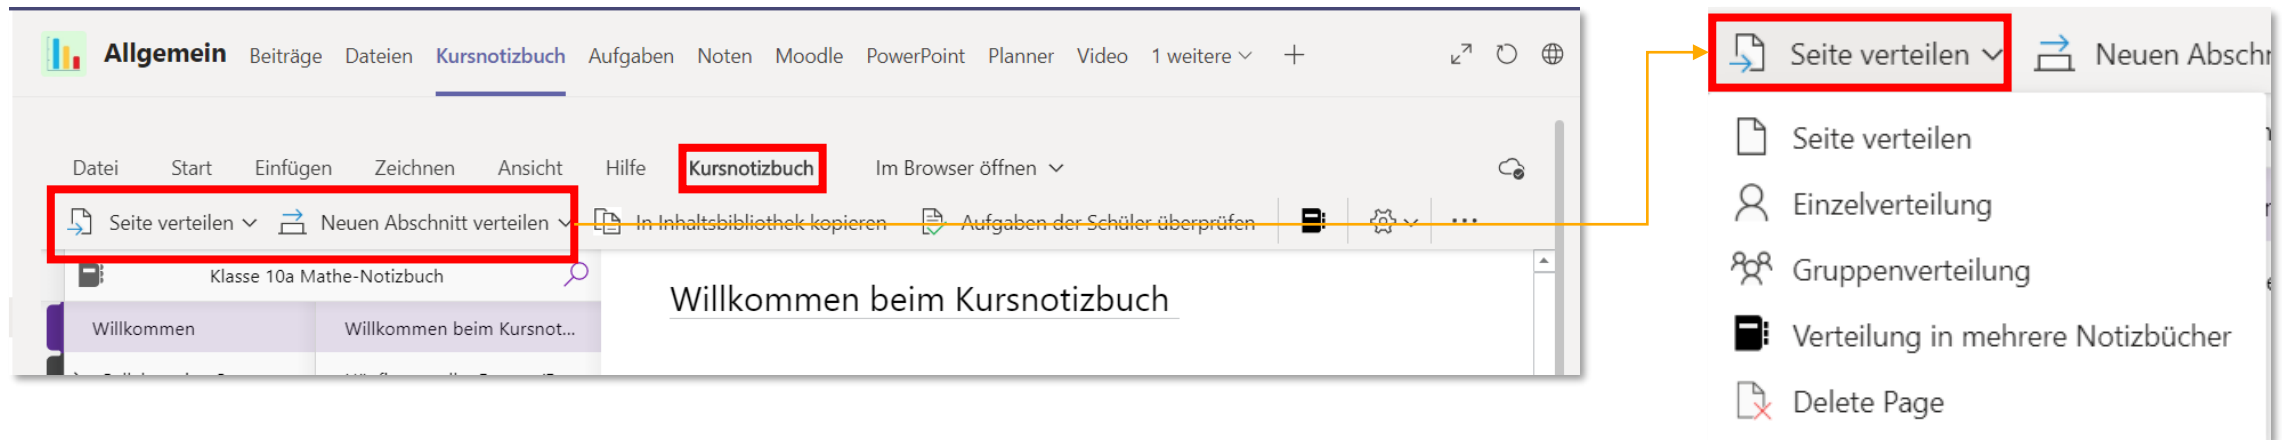 Allgemein Beiträge Dateien Kursnotizbuch Aufgaben Noten Moodle PowerPoint Planner Video 1 weitere
Datei Start Einfügen Zeichnen Ansicht Hilfe Kursnotizbuch Im Browser öffnen
Seite verteilen Neuen Abschnitt verteilen In Inhaltsbibliothek kopieren Aufgaben der Schüler überprüfen
Klasse 10a Mathe-Notizbuch
Willkommen beim Kursnotizbuch
Willkommen Willkommen beim Kursnot...
Seite verteilen Neuen Absch
Seite verteilen
Einzelverteilung
Gruppenverteilung
Verteilung in mehrere Notizbücher
Delete Page